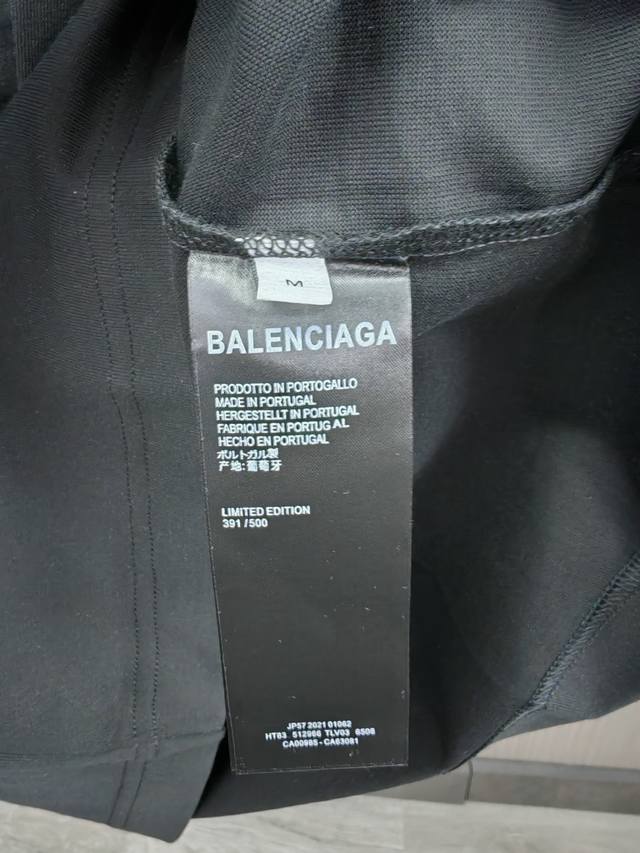 M
BALENCIAGA
PRODOTTO IN PORTOGALLO
MADE IN PORTUGAL
HERGESTELLT IN PORTUGAL
FABRIQUE EN PORTUG AL
HECHO EN PORTUGAL
ポルトガル製
产地:葡萄牙
LIMITED EDITION
391/500
JP57 2021 01062
HT83 512966 TLV03 6508
CA00985-CA63081